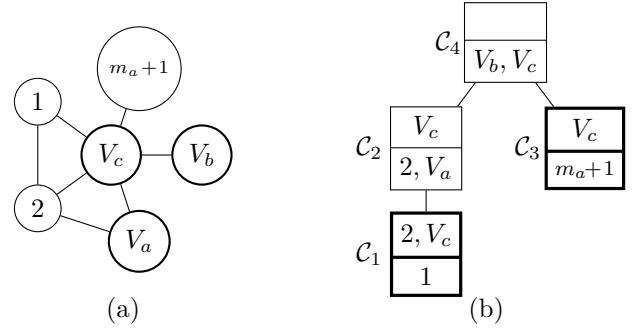 1
m_a+1
V_c
V_b
2
V_a
(a)
C_4
V_b, V_c
C_2
V_c
2, V_a
C_3
V_c
m_a+1
C_1
2, V_c
1
(b)